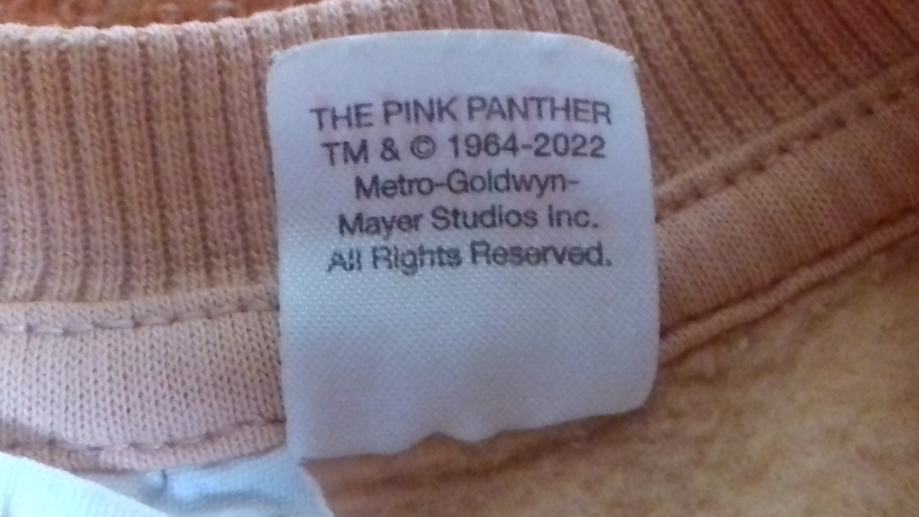 THE PINK PANTHER
TM & © 1964-2022
Metro-Goldwyn-
Mayer Studios Inc.
All Rights Reserved.